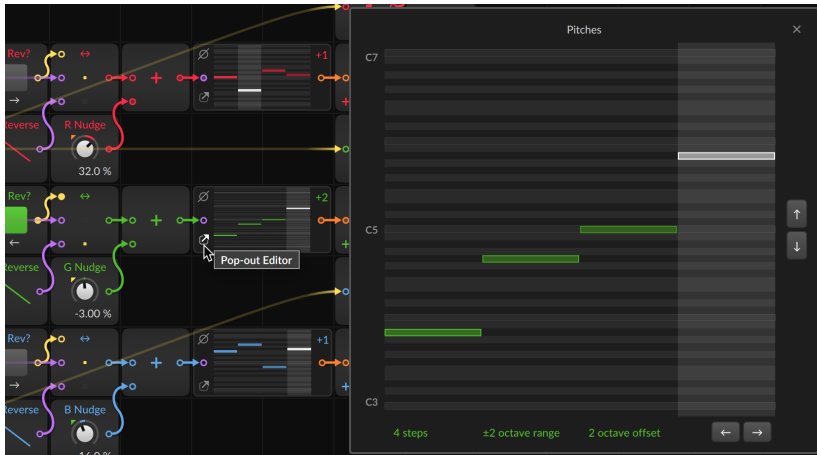 Rev?
↔
+
+1
→
+
Reverse
R Nudge
32.0 %
Rev?
↔
+
+2
←
+
Pop-out Editor
Reverse
G Nudge
-3.00 %
Rev?
↔
+
+1
→
+
Reverse
B Nudge
Pitches
×
C7
C5
C3
↑
↓
4 steps
±2 octave range
2 octave offset
←
→